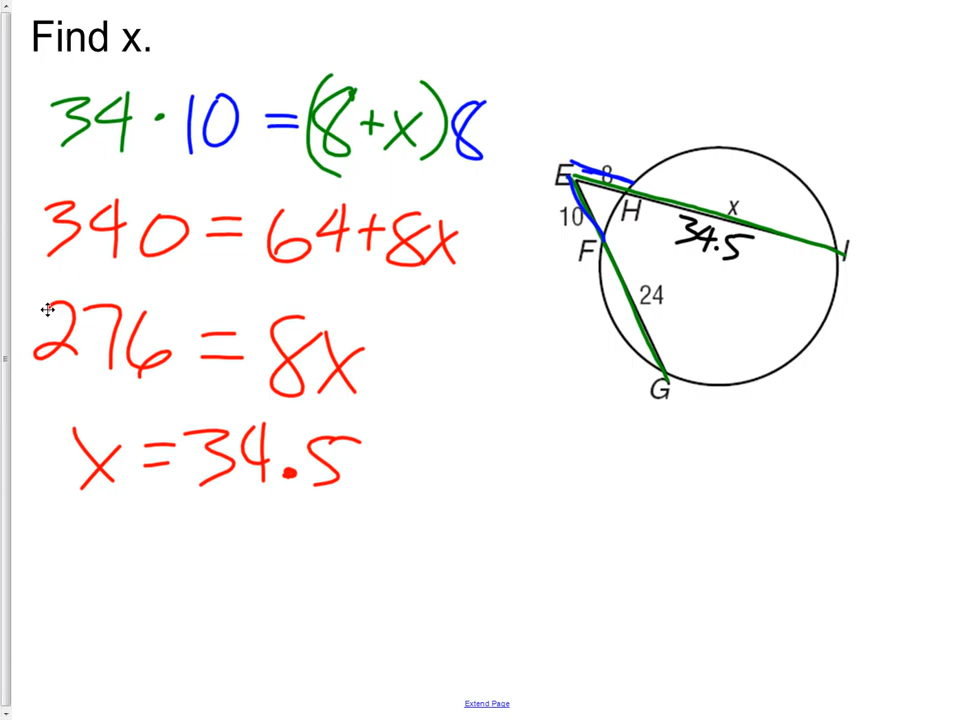 Find x.
34 · 10 = (8 + x) 8
340 = 64 + 8x
276 = 8x
x = 34.5
E
8
H
x
34.5
I
10
F
24
G
Extend Page